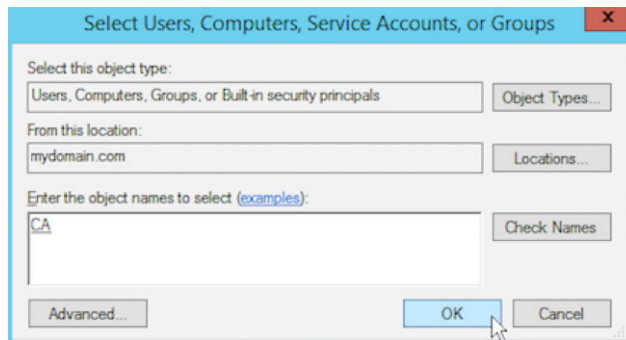 Select Users, Computers, Service Accounts, or Groups
x
Select this object type:
Users, Computers, Groups, or Built-in security principals
Object Types...
From this location:
mydomain.com
Locations...
Enter the object names to select (examples):
CA
Check Names
Advanced...
OK
Cancel